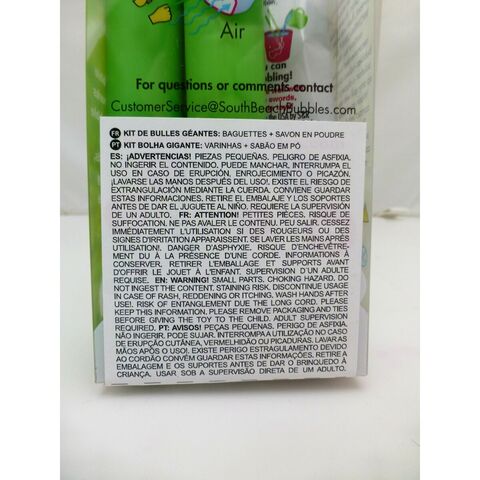 Air
can
bling!
swords,
the USA by S&K
For questions or comments contact
CustomerService@SouthBeachBubbles.com
FR KIT DE BULLES GÉANTES: BAGUETTES + SAVON EN POUDRE
PT KIT BOLHA GIGANTE: VARINHAS + SABÃO EM PÓ
ES: ¡ADVERTENCIAS! PIEZAS PEQUEÑAS. PELIGRO DE ASFIXIA,
NO INGERIR EL CONTENIDO. PUEDE MANCHAR. INTERRUMPA EL
USO EN CASO DE ERUPCIÓN, ENROJECIMIENTO O PICAZÓN.
¡LAVARSE LAS MANOS DESPUÉS DEL USO!. EXISTE EL RIESGO DE
EXTRANGULACIÓN MEDIANTE LA CUERDA. CONVIENE GUARDAR
ESTAS INFORMACIONES. RETIRE EL EMBALAJE Y LOS SOPORTES
ANTES DE DAR EL JUGUETE AL NIÑO. REQUIERE LA SUPERVISIÓN
DE UN ADULTO. FR: ATTENTION! PETITES PIÈCES. RISQUE DE
SUFFOCATION. NE PAS AVALER LE CONTENU. PEU SALIR. CESSEZ
IMMÉDIATEMENT L'UTILISATION SI DES ROUGEURS OU DES
SIGNES D'IRRITATION APPARAISSENT. SE LAVER LES MAINS APRÈS
UTILISATION. DANGER D'ASPHYXIE. RISQUE D'ENCHEVÊTRE-
MENT DU À LA PRÉSENCE D'UNE CORDE. INFORMATIONS À
CONSERVER, RETIRER L'EMBALLAGE ET SUPPORTS AVANT
D'OFFRIR LE JOUET À L'ENFANT. SUPERVISION D´UN ADULTE
REQUISE. EN: WARNING! SMALL PARTS. CHOKING HAZARD. DO
NOT INGEST THE CONTENT. STAINING RISK. DISCONTINUE USAGE
IN CASE OF RASH, REDDENING OR ITCHING. WASH HANDS AFTER
USE!. RISK OF ENTANGLEMENT DUE THE LONG CORD. PLEASE
KEEP THIS INFORMATION. PLEASE REMOVE PACKAGING AND TIES
BEFORE GIVING THE TOY TO THE CHILD. ADULT SUPERVISION
REQUIRED. PT: AVISOS! PEÇAS PEQUENAS. PERIGO DE ASFIXIA.
NÃO INGERIR, PODE SUJAR. INTERROMPA A UTILIZAÇÃO NO CASO
DE ERUPÇÃO CUTÂNEA, VERMELHIDÃO OU PICADURAS. LAVAR AS
MÃOS APÓS O USO!. EXISTE PERIGO ESTRAGULAMENTO DEVIDO
AO CORDÃO CONVÉM GUARDAR ESTAS INFORMAÇÕES. RETIRE A
EMBALAGEM E OS SUPORTES ANTES DE DAR O BRINQUEDO À
CRIANÇA, USAR SOB A SUPERVISÃO DIRETA DE UM ADULTO.